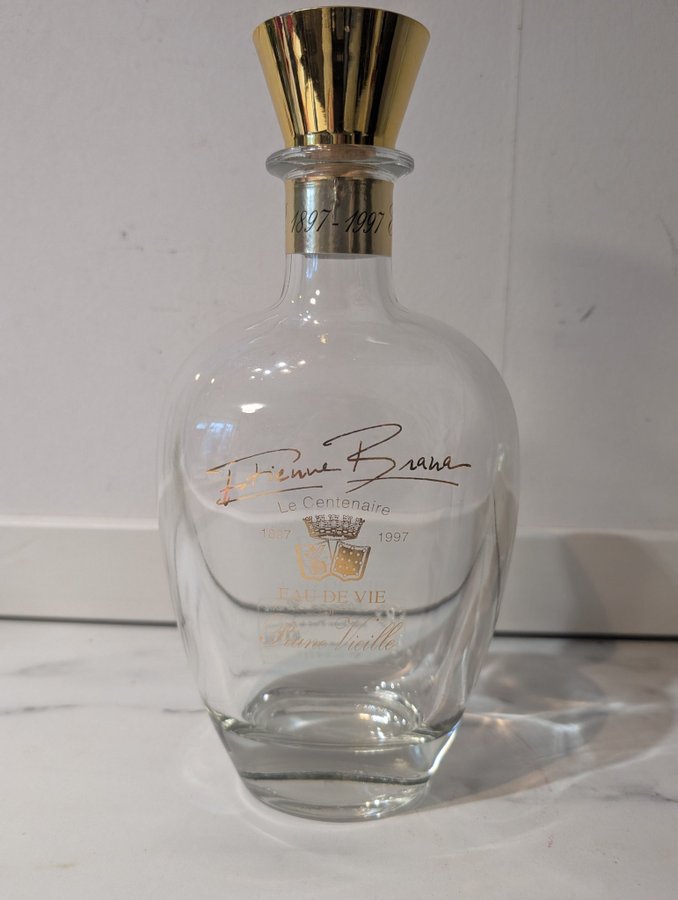 1897 - 1997
Etienne Brana
Le Centenaire
1897 1997
EAU DE VIE
Prune Vieille